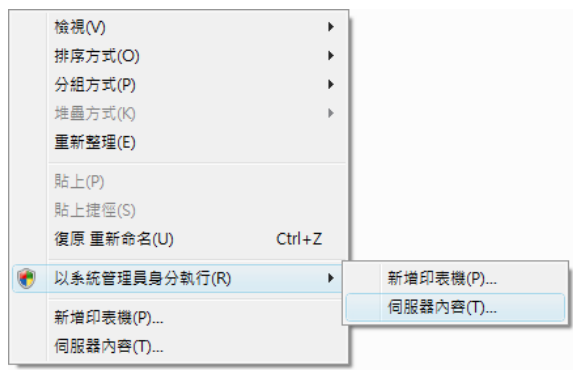 檢視(V)
排序方式(O)
分組方式(P)
堆疊方式(K)
重新整理(E)
貼上(P)
貼上捷徑(S)
復原 重新命名(U) Ctrl+Z
以系統管理員身分執行(R)
新增印表機(P)...
伺服器內容(T)...
新增印表機(P)...
伺服器內容(T)...